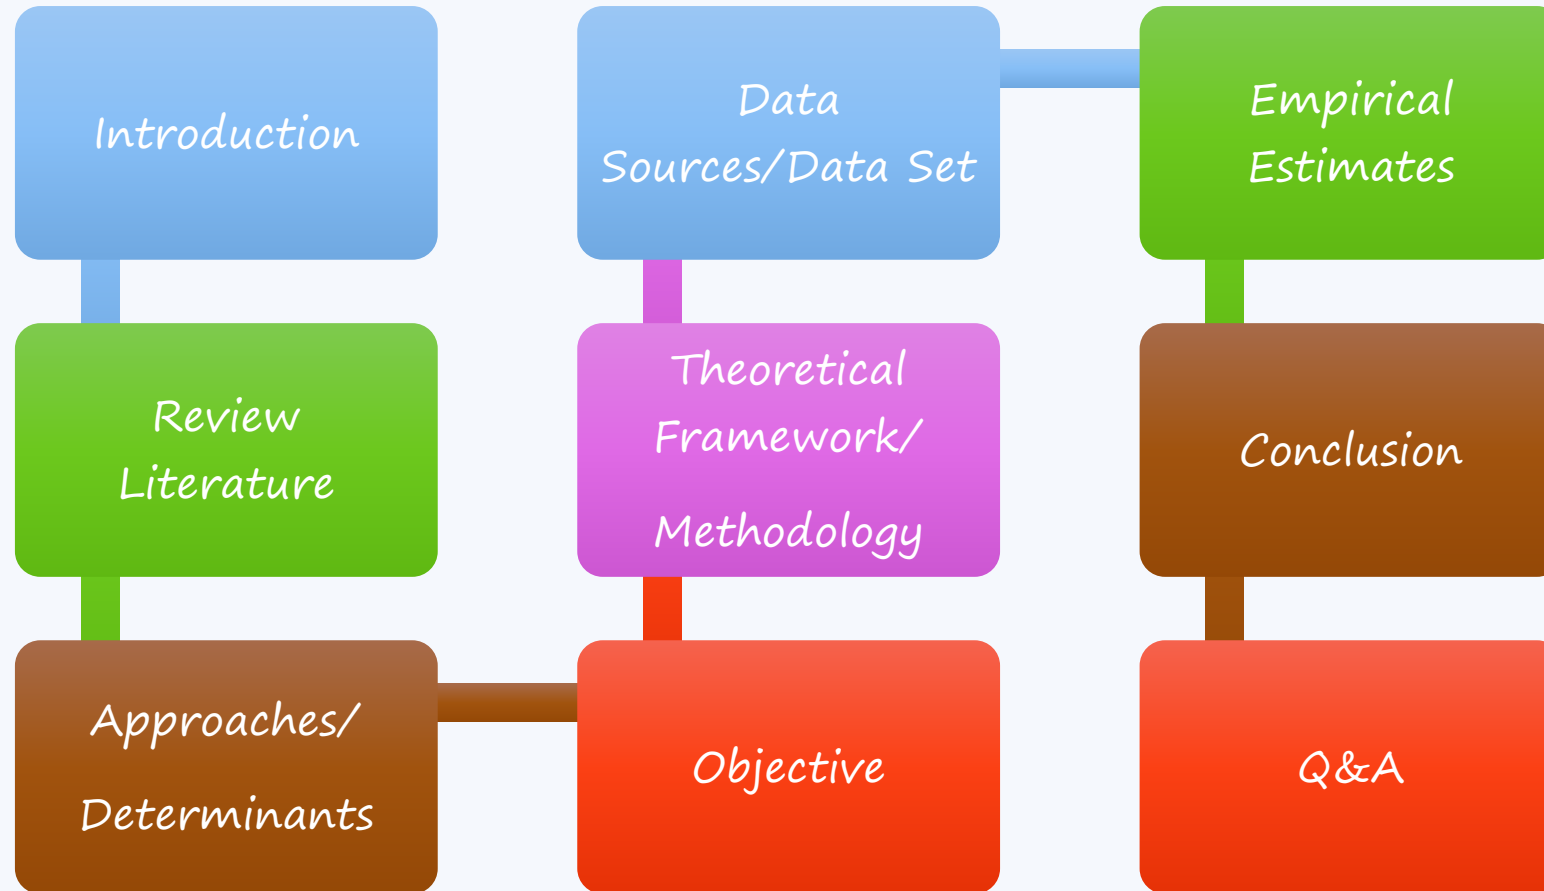 Introduction
Review
Literature
Approaches/
Determinants
Objective
Theoretical
Framework/
Methodology
Data
Sources/Data Set
Empirical
Estimates
Conclusion
Q&A